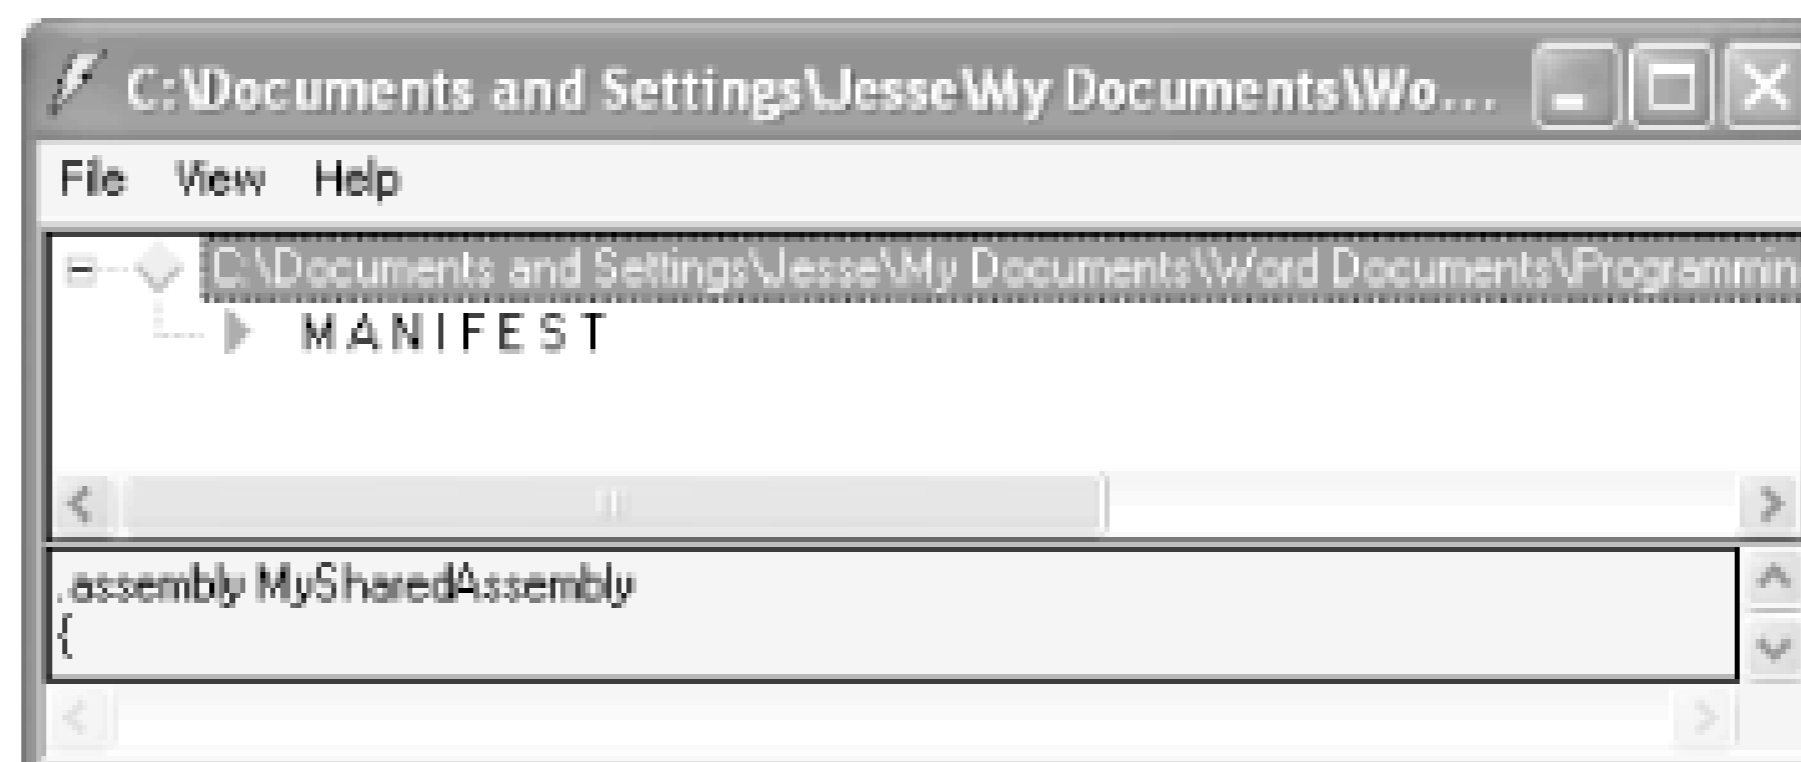 C:\Documents and Settings\Jesse\My Documents\Wo...
File View Help
C:\Documents and Settings\Jesse\My Documents\Word Documents\Programmin
MANIFEST
.assembly MySharedAssembly
{